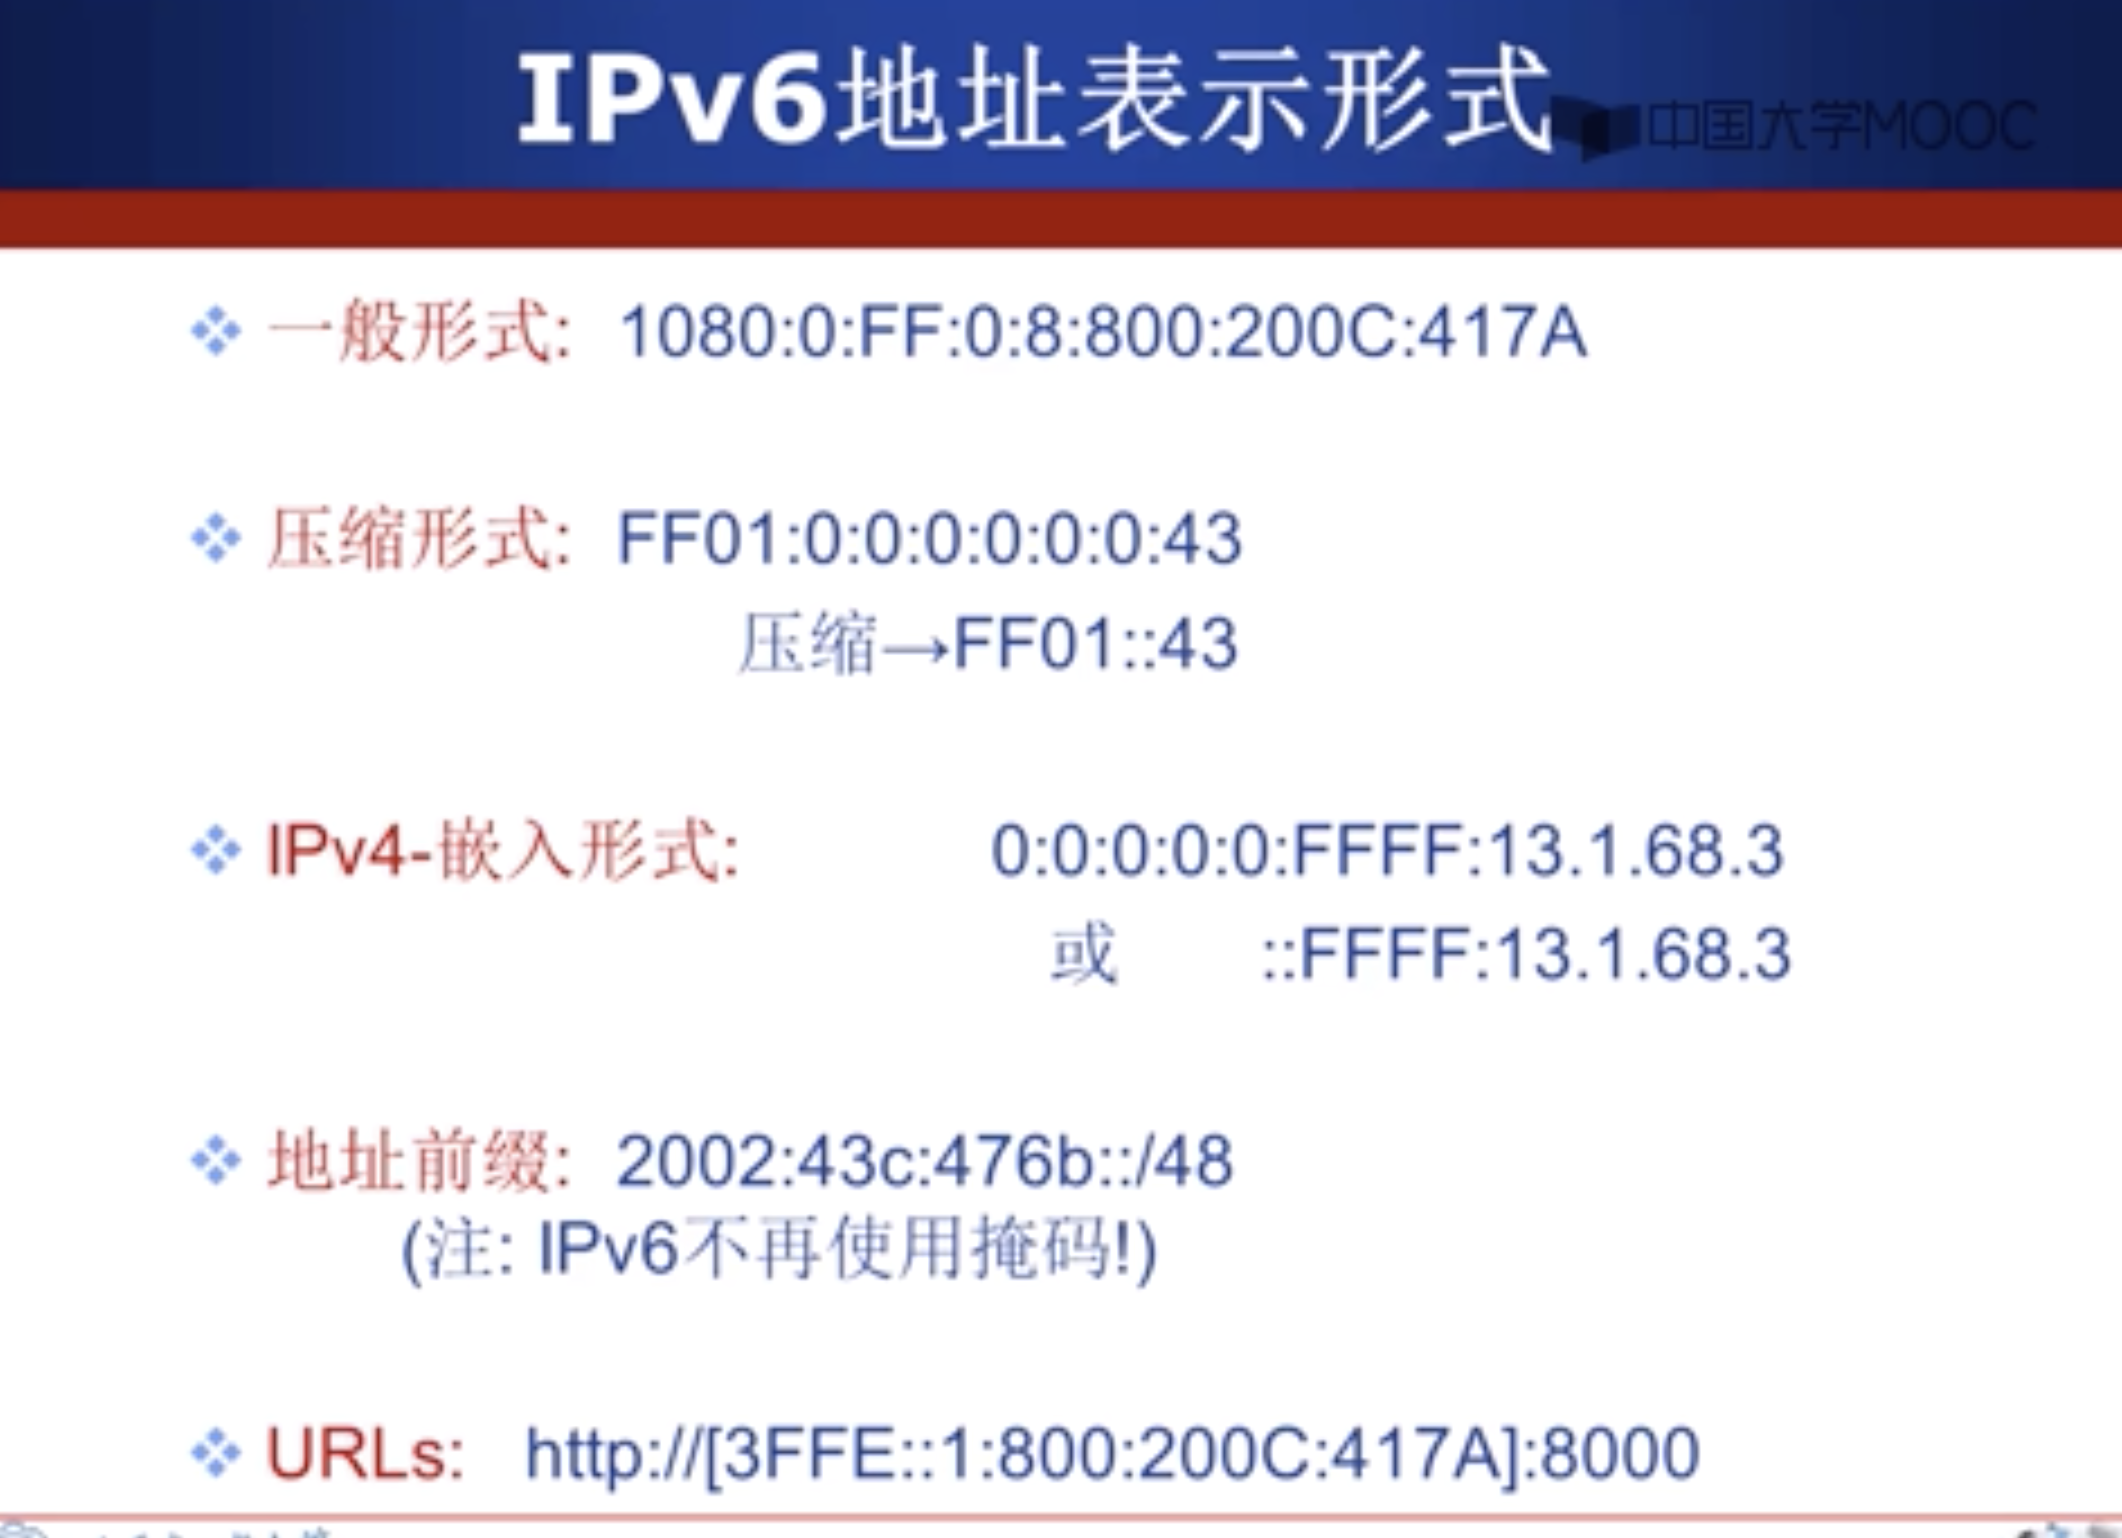 IPv6地址表示形式
中国大学MOOC
一般形式: 1080:0:FF:0:8:800:200C:417A
压缩形式: FF01:0:0:0:0:0:0:43
压缩→FF01::43
IPv4-嵌入形式: 0:0:0:0:0:FFFF:13.1.68.3
或 ::FFFF:13.1.68.3
地址前缀: 2002:43c:476b::/48
(注: IPv6不再使用掩码!)
URLs: http://[3FFE::1:800:200C:417A]:8000